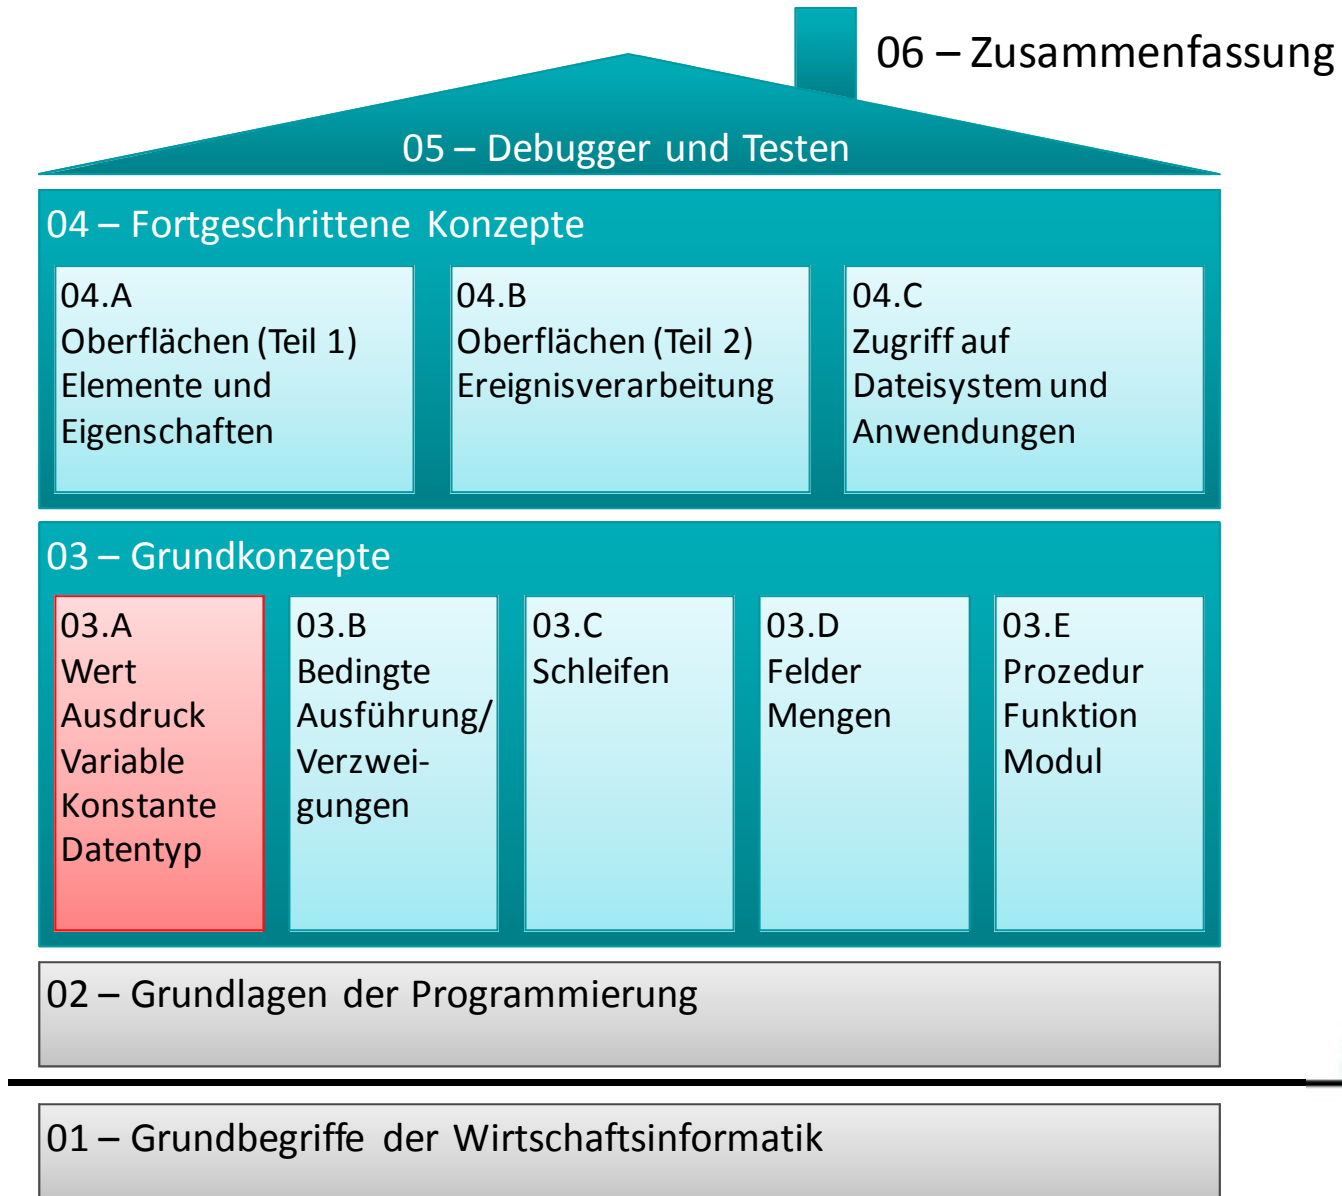 06 – Zusammenfassung
05 – Debugger und Testen
04 – Fortgeschrittene Konzepte
04.A
Oberflächen (Teil 1)
Elemente und
Eigenschaften
04.B
Oberflächen (Teil 2)
Ereignisverarbeitung
04.C
Zugriff auf
Dateisystem und
Anwendungen
03 – Grundkonzepte
03.A
Wert
Ausdruck
Variable
Konstante
Datentyp
03.B
Bedingte
Ausführung/
Verzwei-
gungen
03.C
Schleifen
03.D
Felder
Mengen
03.E
Prozedur
Funktion
Modul
02 – Grundlagen der Programmierung
01 – Grundbegriffe der Wirtschaftsinformatik